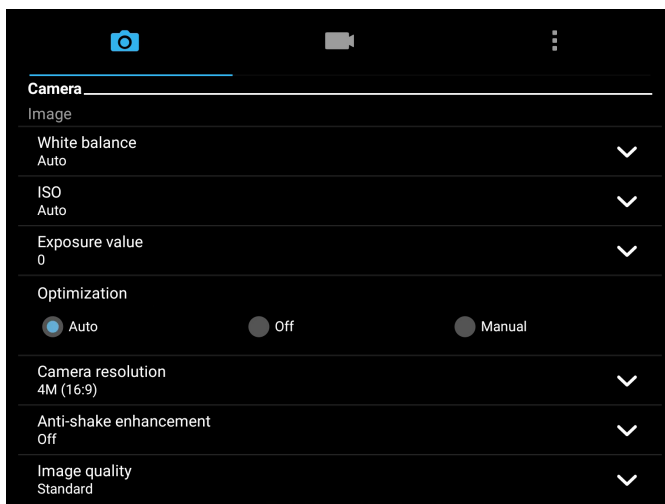 Camera
Image
White balance
Auto
ISO
Auto
Exposure value
0
Optimization
Auto Off Manual
Camera resolution
4M (16:9)
Anti-shake enhancement
Off
Image quality
Standard